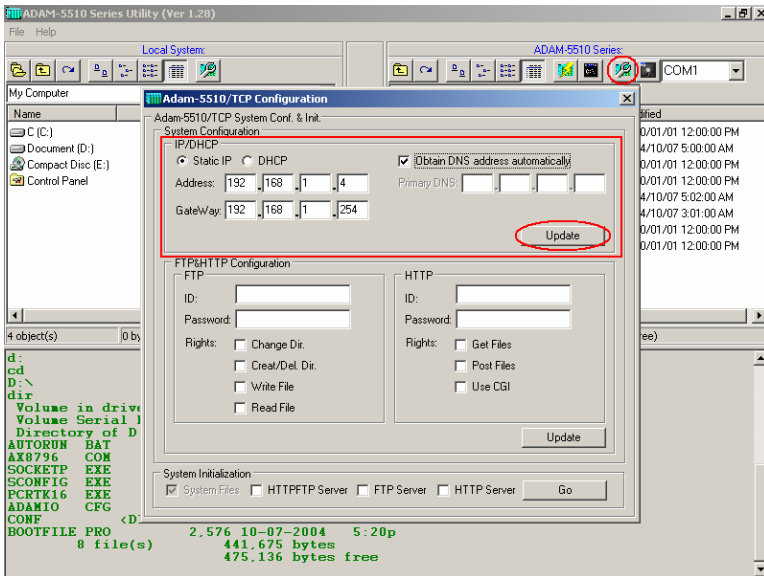 ADAM-5510 Series Utility (Ver 1.28)
File Help
Local System:
ADAM-5510 Series:
COM1
My Computer
Name
C (C:)
Document (D:)
Compact Disc (E:)
Control Panel
4 object(s)
Adam-5510/TCP Configuration
Adam-5510/TCP System Conf. & Init.
System Configuration
IP/DHCP
Static IP DHCP
Obtain DNS address automatically
Address: 192 .168 .1 .4
Primary DNS: . . .
GateWay: 192 .168 .1 .254
Update
FTP&HTTP Configuration
FTP
ID:
Password:
Rights: Change Dir.
Creat/Del. Dir.
Write File
Read File
HTTP
ID:
Password:
Rights: Get Files
Post Files
Use CGI
Update
System Initialization
System Files HTTPFTP Server FTP Server HTTP Server Go
0/01/01 12:00:00 PM
4/10/07 5:00:00 AM
0/01/01 12:00:00 PM
4/10/07 5:02:00 AM
4/10/07 3:01:00 AM
0/01/01 12:00:00 PM
0/01/01 12:00:00 PM
d:
cd
D:\
dir
Volume in drive
Volume Serial
Directory of D
AUTORUN BAT
AX8796 COM
SOCKETP EXE
SCONFIG EXE
PCRTK16 EXE
ADAMIO CFG
CONF <D
BOOTFILE PRO 2,576 10-07-2004 5:20p
8 file(s) 441,675 bytes
475,136 bytes free